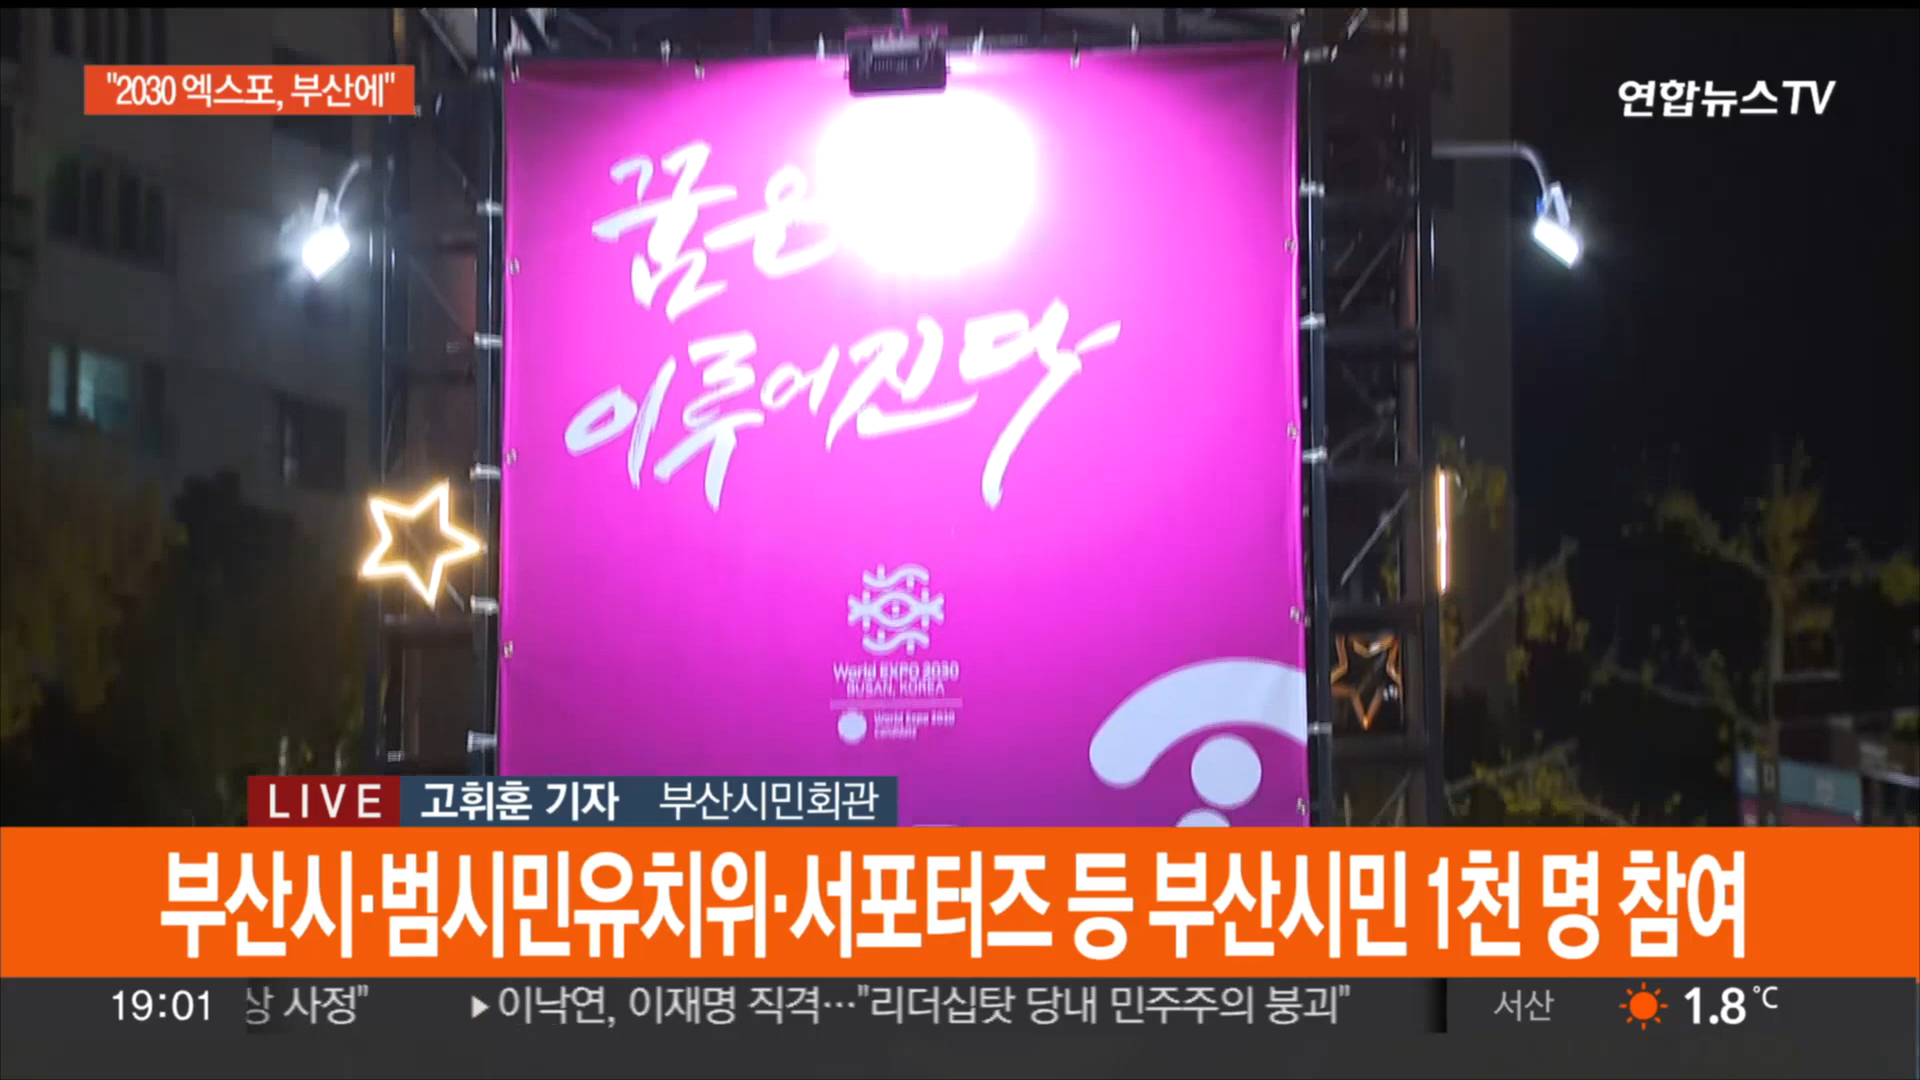 "2030 엑스포, 부산에"
연합뉴스TV
꿈은
이루어진다
World EXPO 2030
BUSAN, KOREA
World Expo 2030
Candidate
LIVE 고휘훈 기자 부산시민회관
부산시·범시민유치위·서포터즈 등 부산시민 1천 명 참여
19:01 상 사정" ▶이낙연, 이재명 직격…"리더십탓 당내 민주주의 붕괴" 서산 1.8℃